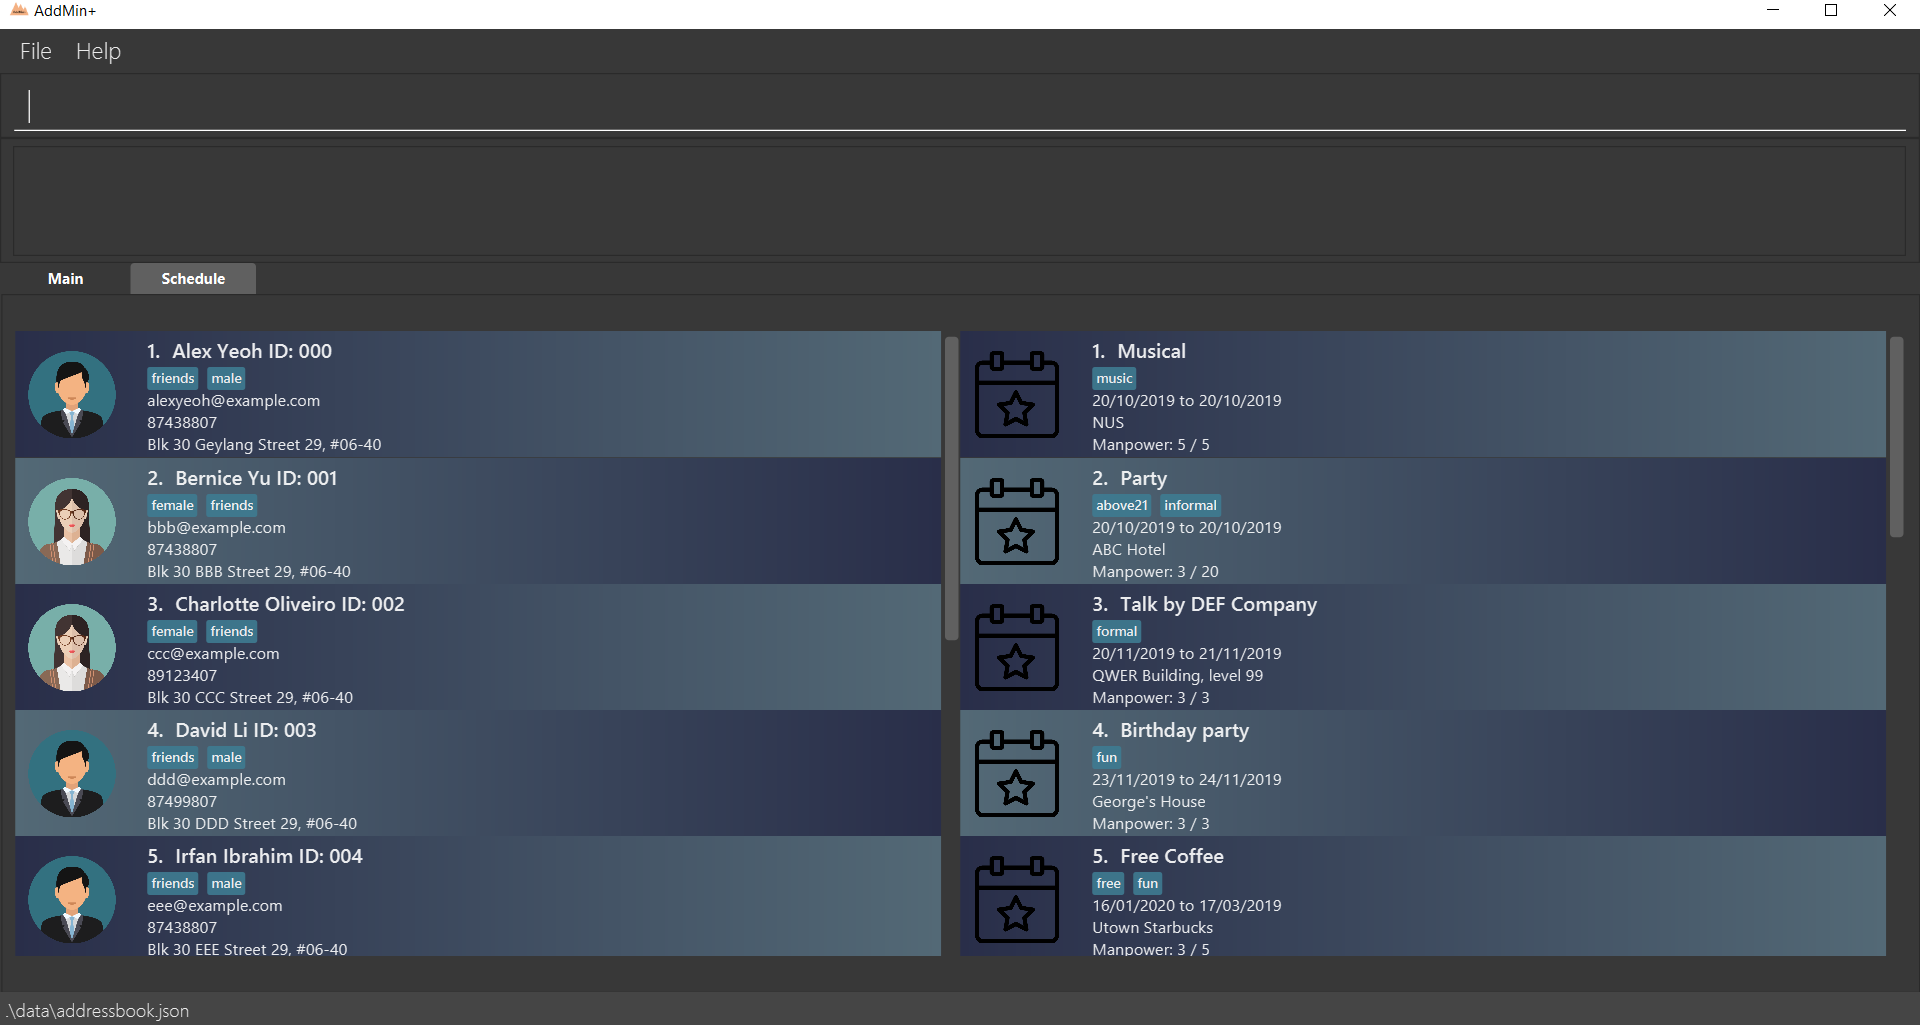 AddMin+
File Help
Main Schedule
1. Alex Yeoh ID: 000
friends male
alexyeoh@example.com
87438807
Blk 30 Geylang Street 29, #06-40
2. Bernice Yu ID: 001
female friends
bbb@example.com
87438807
Blk 30 BBB Street 29, #06-40
3. Charlotte Oliveiro ID: 002
female friends
ccc@example.com
89123407
Blk 30 CCC Street 29, #06-40
4. David Li ID: 003
friends male
ddd@example.com
87499807
Blk 30 DDD Street 29, #06-40
5. Irfan Ibrahim ID: 004
friends male
eee@example.com
87438807
Blk 30 EEE Street 29, #06-40
1. Musical
music
20/10/2019 to 20/10/2019
NUS
Manpower: 5 / 5
2. Party
above21 informal
20/10/2019 to 20/10/2019
ABC Hotel
Manpower: 3 / 20
3. Talk by DEF Company
formal
20/11/2019 to 21/11/2019
QWER Building, level 99
Manpower: 3 / 3
4. Birthday party
fun
23/11/2019 to 24/11/2019
George's House
Manpower: 3 / 3
5. Free Coffee
free fun
16/01/2020 to 17/03/2019
Utown Starbucks
Manpower: 3 / 5
.\data\addressbook.json